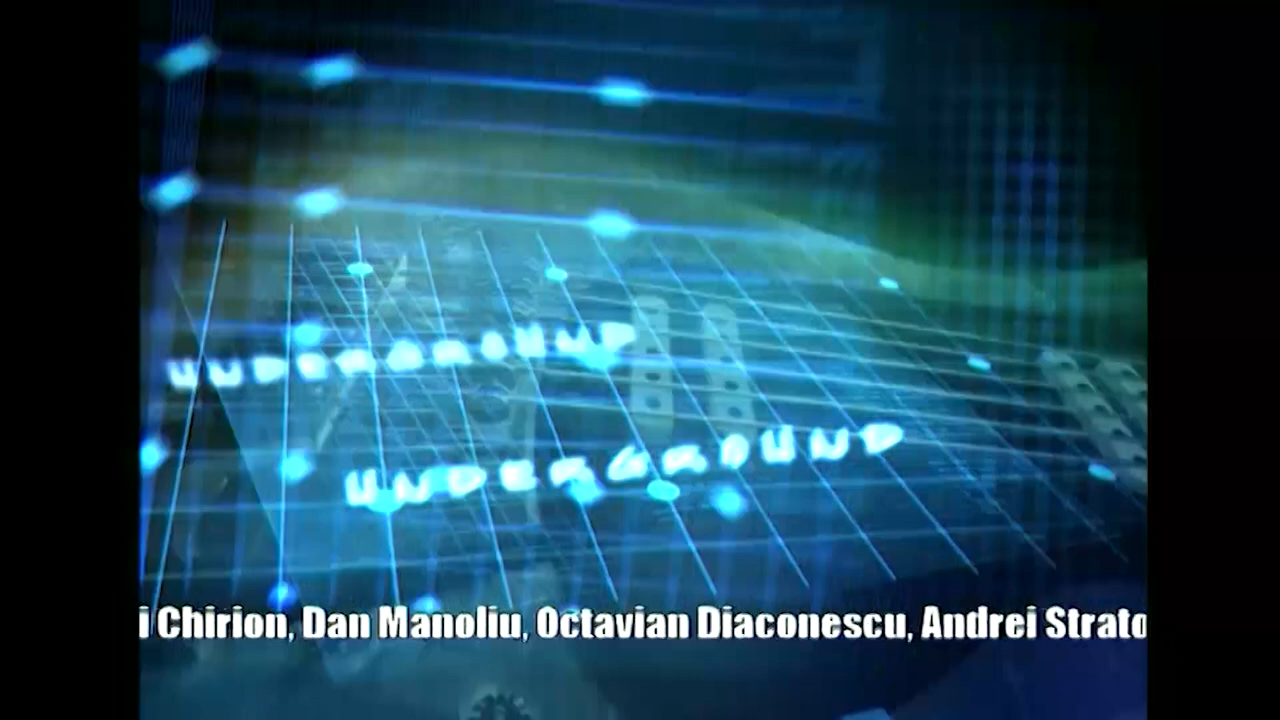 UNDERGROUND
UNDERGROUND
Chirion, Dan Manoliu, Octavian Diaconescu, Andrei